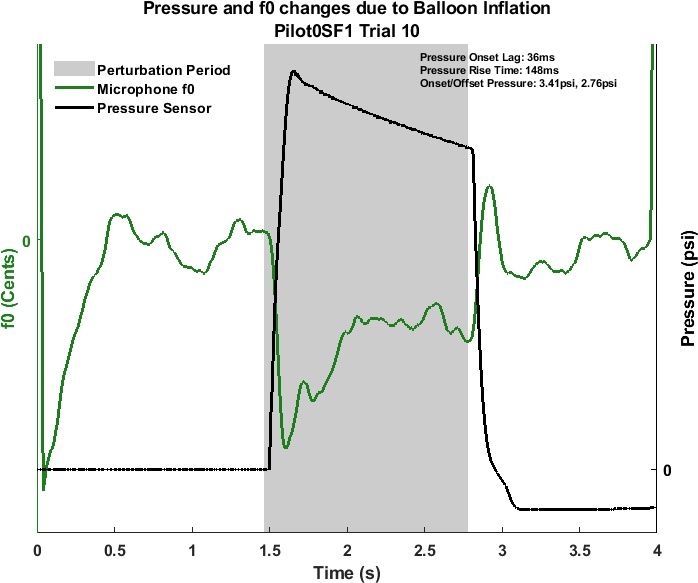 Pressure and f0 changes due to Balloon Inflation
Pilot0SF1 Trial 10
Perturbation Period
Microphone f0
Pressure Sensor
Pressure Onset Lag: 36ms
Pressure Rise Time: 148ms
Onset/Offset Pressure: 3.41psi, 2.76psi
0
f0 (Cents)
Pressure (psi)
0
0 0.5 1 1.5 2 2.5 3 3.5 4
Time (s)